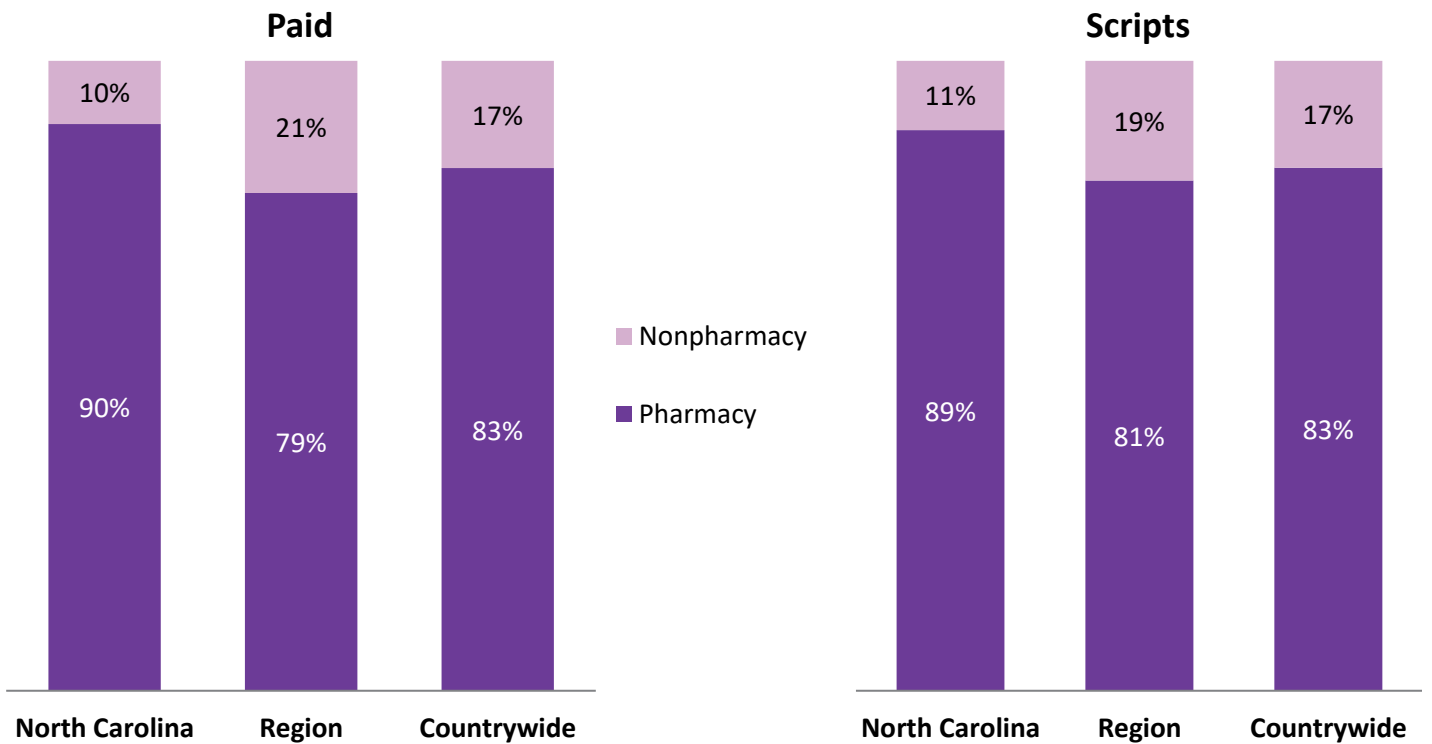 Paid
10%
21%
17%
90%
79%
83%
North Carolina
Region
Countrywide
Nonpharmacy
Pharmacy
Scripts
11%
19%
17%
89%
81%
83%
North Carolina
Region
Countrywide